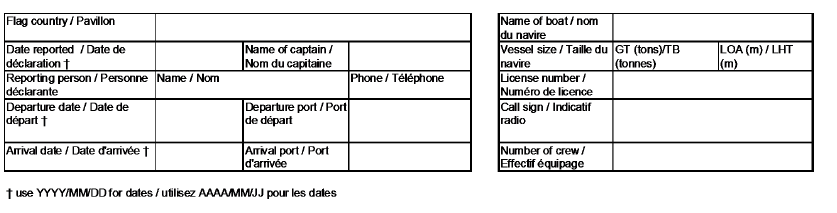 Flag country / Pavillon
Date reported / Date de
déclaration †
Name of captain /
Nom du capitaine
Reporting person / Personne
déclarante
Name / Nom
Phone / Téléphone
Departure date / Date de
départ †
Departure port / Port
de départ
Arrival date / Date d'arrivée †
Arrival port / Port
d'arrivée
Name of boat / nom
du navire
Vessel size / Taille du
navire
GT (tons)/TB
(tonnes)
LOA (m) / LHT
(m)
License number /
Numéro de licence
Call sign / Indicatif
radio
Number of crew /
Effectif équipage
† use YYYY/MM/DD for dates / utilisez AAAA/MM/JJ pour les dates